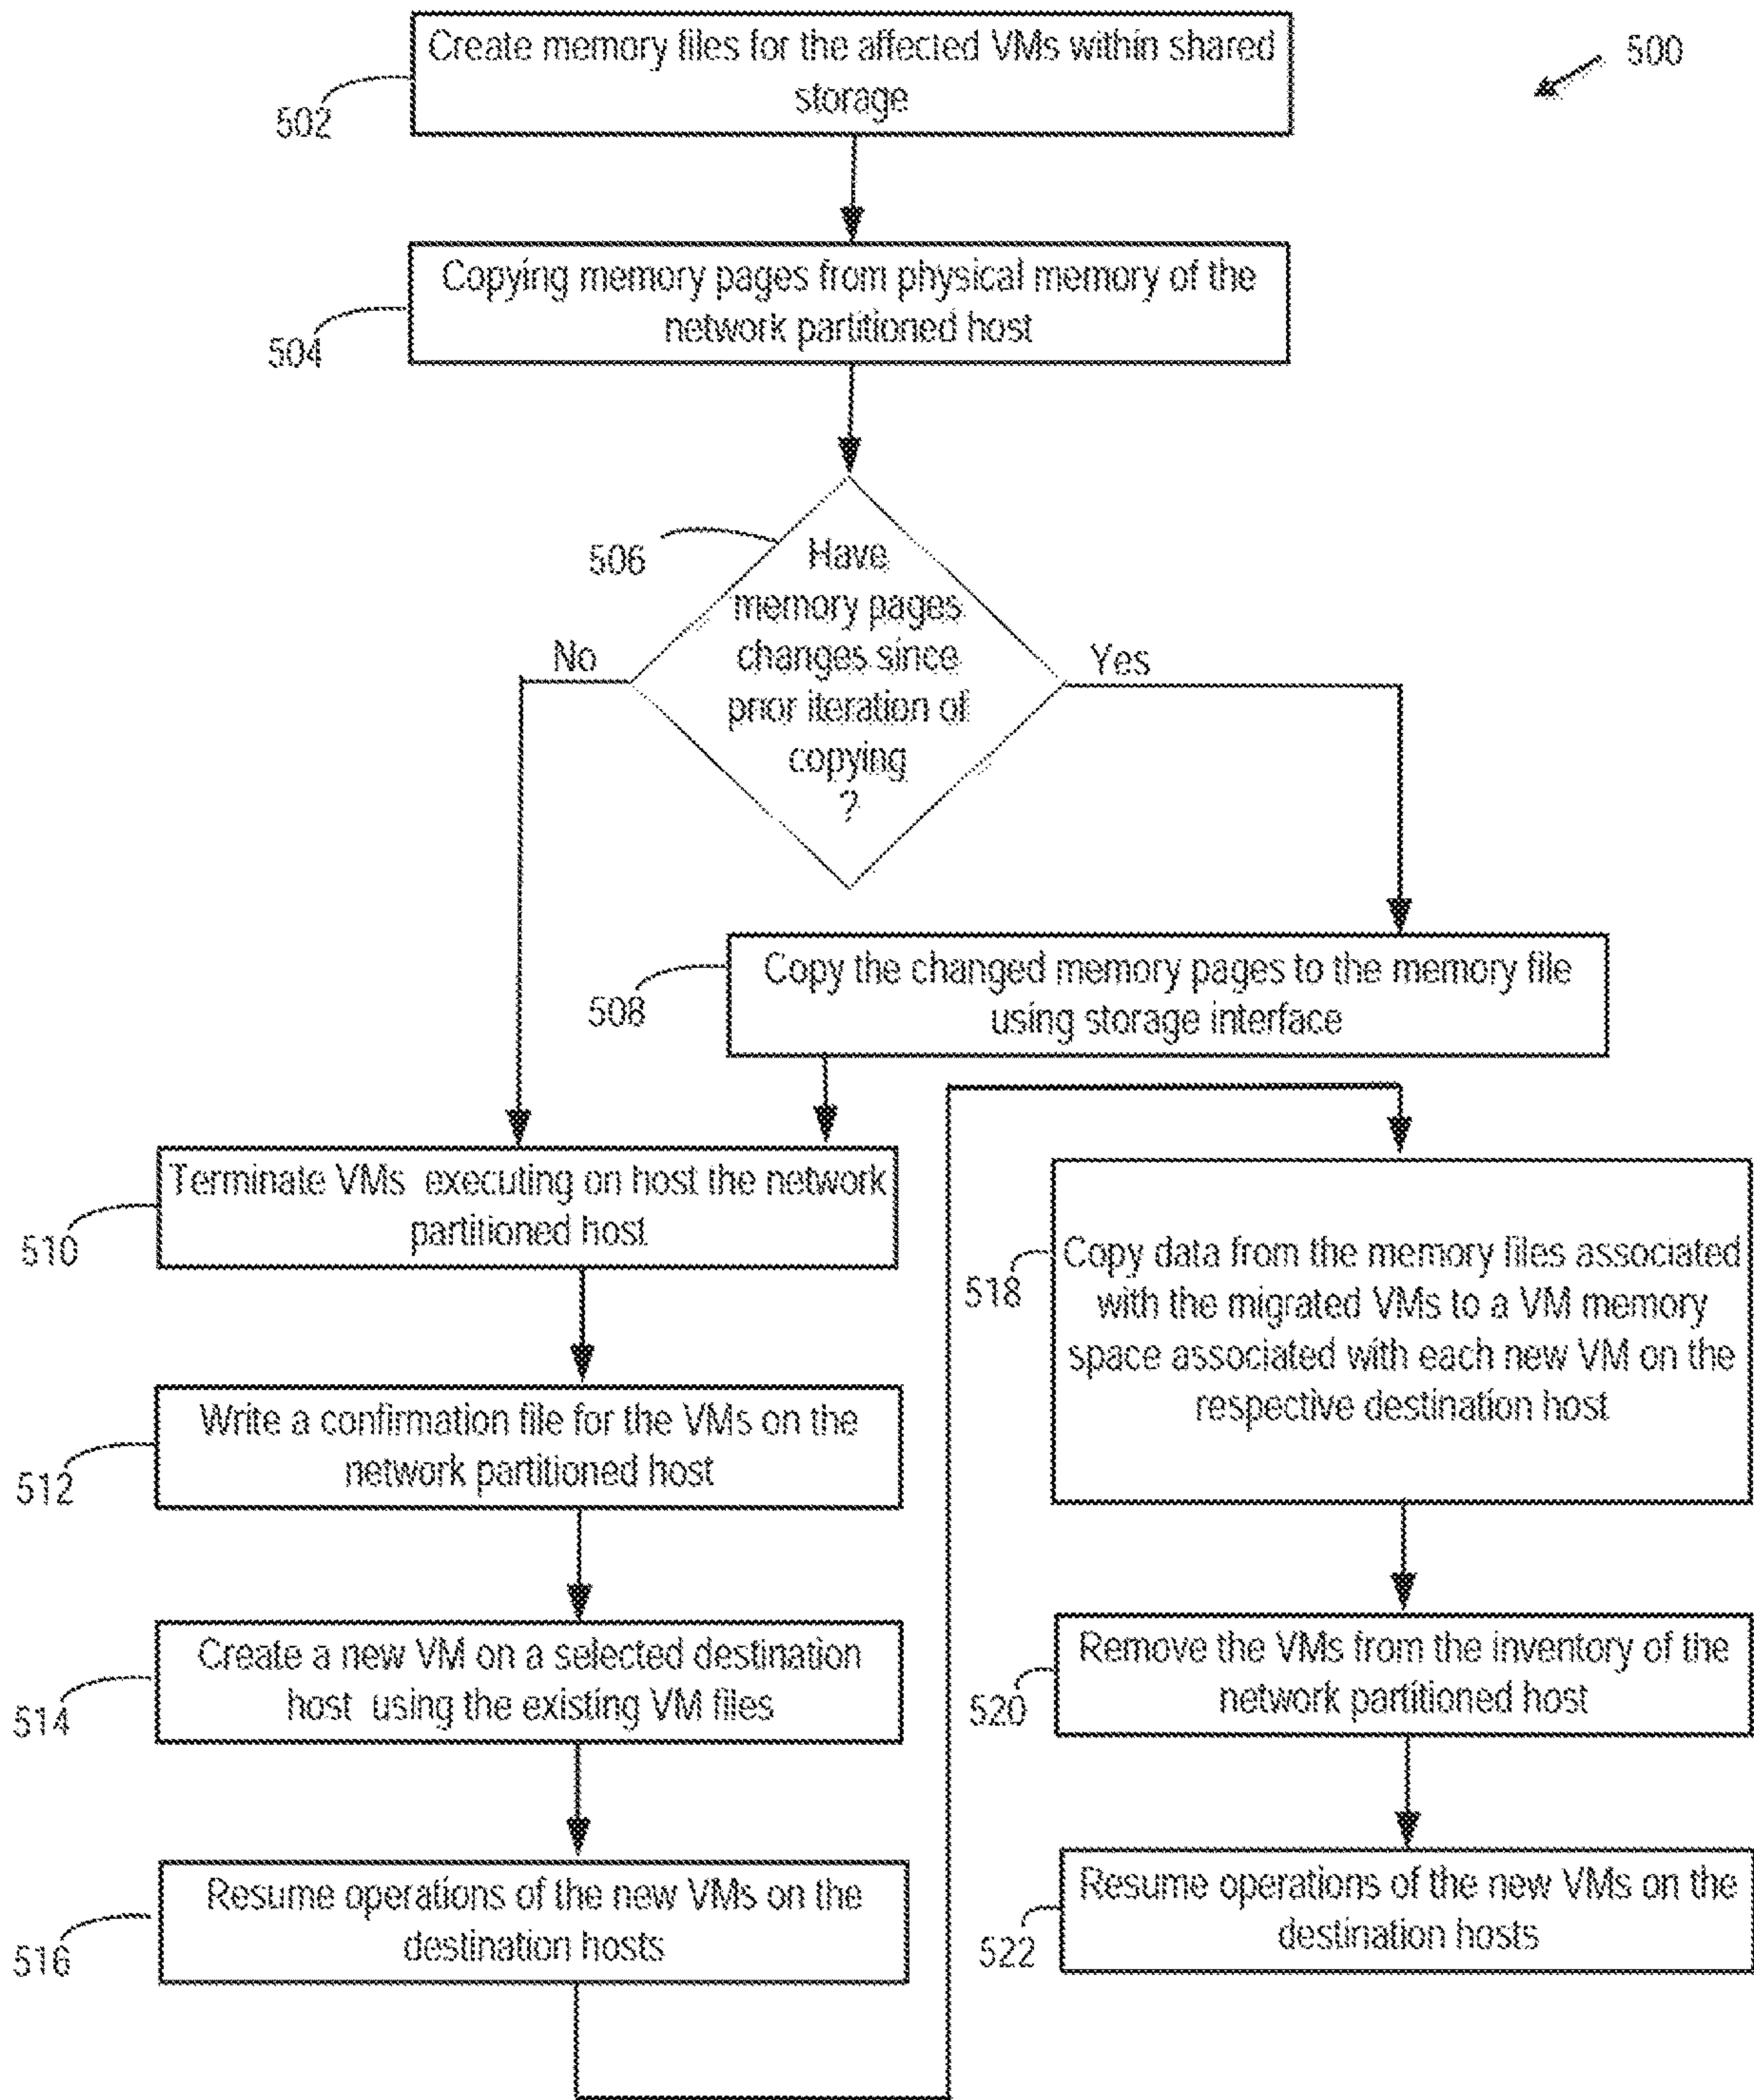 500
Create memory files for the affected VMs within shared
storage
502
Copying memory pages from physical memory of the
network partitioned host
504
506
Have
memory pages
changes since
prior iteration of
copying
?
No
Yes
Copy the changed memory pages to the memory file
using storage interface
508
Terminate VMs executing on host the network
partitioned host
510
Write a confirmation file for the VMs on the
network partitioned host
512
Create a new VM on a selected destination
host using the existing VM files
514
Resume operations of the new VMs on the
destination hosts
516
Copy data from the memory files associated
with the migrated VMs to a VM memory
space associated with each new VM on the
respective destination host
518
Remove the VMs from the inventory of the
network partitioned host
520
Resume operations of the new VMs on the
destination hosts
522